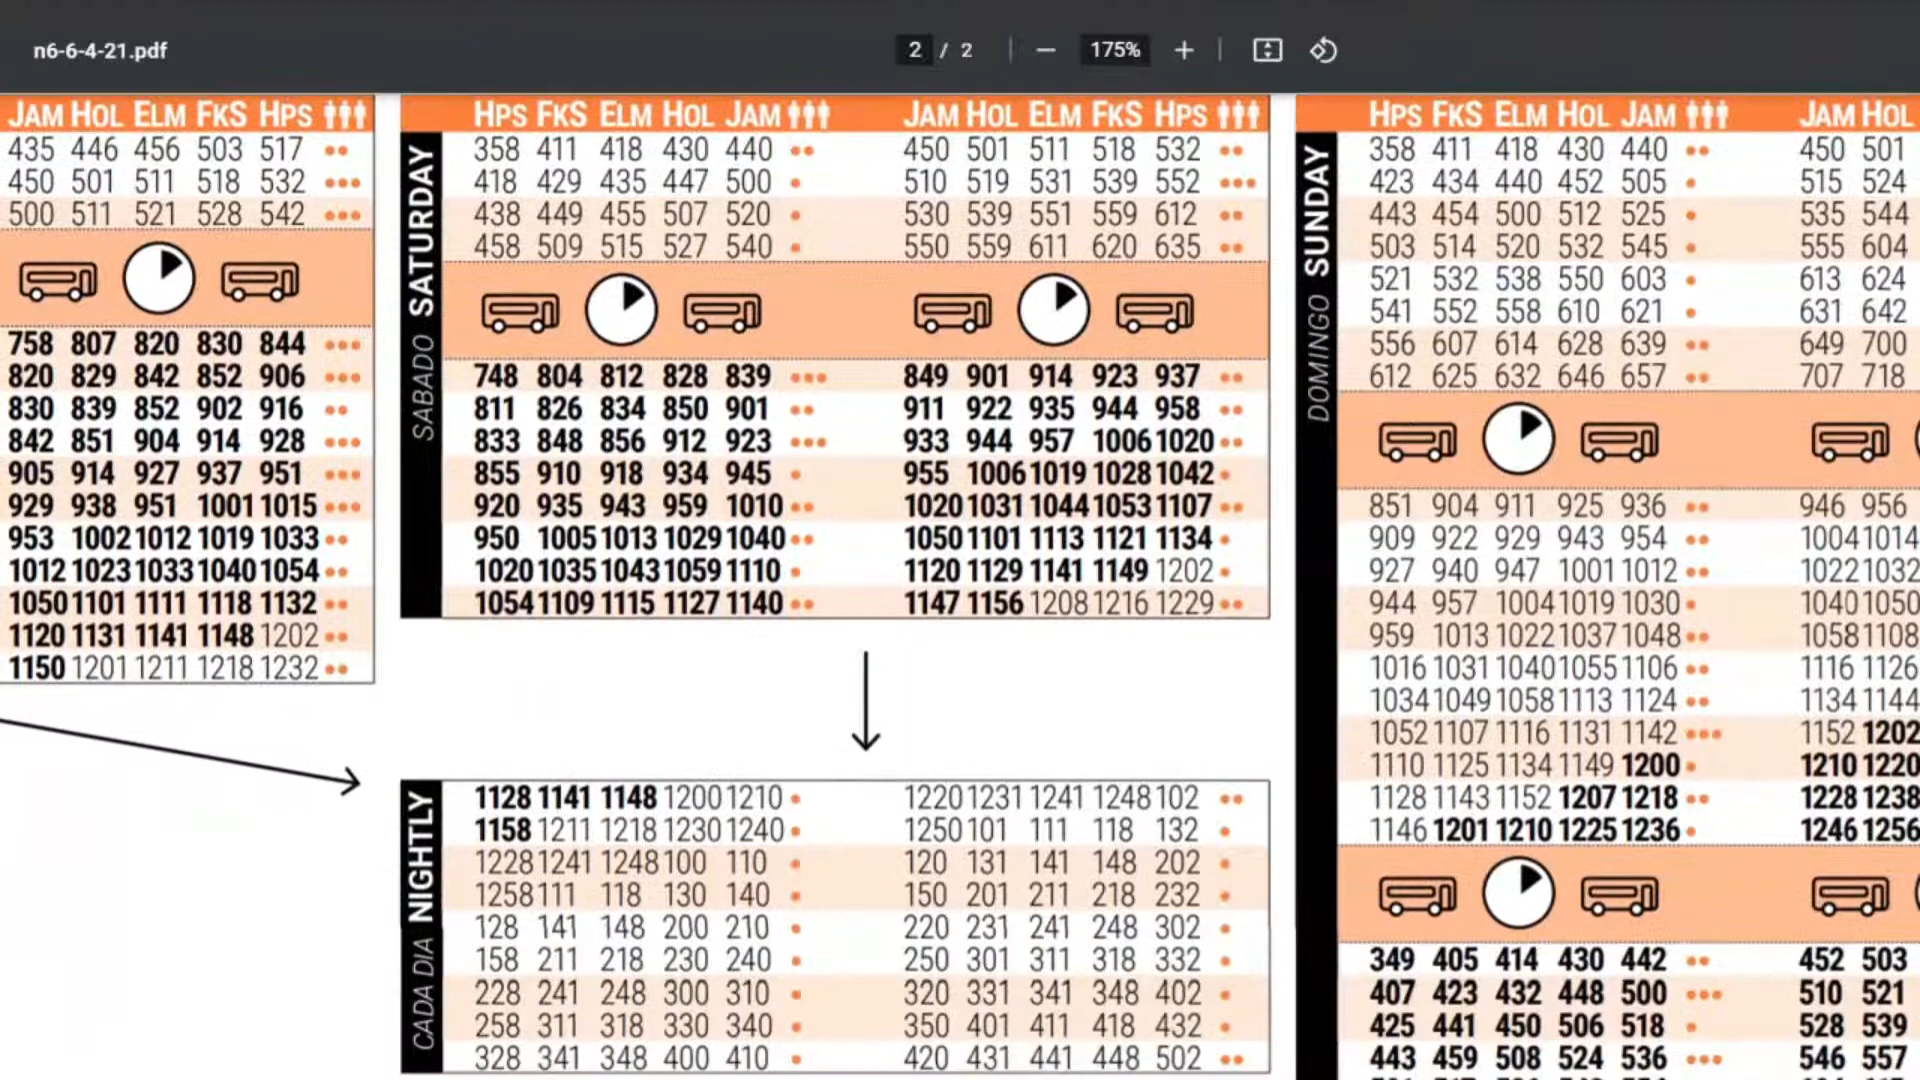 n6-6-4-21.pdf
2 / 2
175%
JAM HOL ELM FKS HPS
435 446 456 503 517
450 501 511 518 532
500 511 521 528 542
758 807 820 830 844
820 829 842 852 906
830 839 852 902 916
842 851 904 914 928
905 914 927 937 951
929 938 951 1001 1015
953 1002 1012 1019 1033
1012 1023 1033 1040 1054
1050 1101 1111 1118 1132
1120 1131 1141 1148 1202
1150 1201 1211 1218 1232
SABADO SATURDAY
HPS FKS ELM HOL JAM JAM HOL ELM FKS HPS
358 411 418 430 440 450 501 511 518 532
418 429 435 447 500 510 519 531 539 552
438 449 455 507 520 530 539 551 559 612
458 509 515 527 540 550 559 611 620 635
748 804 812 828 839 849 901 914 923 937
811 826 834 850 901 911 922 935 944 958
833 848 856 912 923 933 944 957 1006 1020
855 910 918 934 945 955 1006 1019 1028 1042
920 935 943 959 1010 1020 1031 1044 1053 1107
950 1005 1013 1029 1040 1050 1101 1113 1121 1134
1020 1035 1043 1059 1110 1120 1129 1141 1149 1202
1054 1109 1115 1127 1140 1147 1156 1208 1216 1229
CADA DIA NIGHTLY
1128 1141 1148 1200 1210 1220 1231 1241 1248 102
1158 1211 1218 1230 1240 1250 101 111 118 132
1228 1241 1248 100 110 120 131 141 148 202
1258 111 118 130 140 150 201 211 218 232
128 141 148 200 210 220 231 241 248 302
158 211 218 230 240 250 301 311 318 332
228 241 248 300 310 320 331 341 348 402
258 311 318 330 340 350 401 411 418 432
328 341 348 400 410 420 431 441 448 502
DOMINGO SUNDAY
HPS FKS ELM HOL JAM JAM HOL
358 411 418 430 440 450 501
423 434 440 452 505 515 524
443 454 500 512 525 535 544
503 514 520 532 545 555 604
521 532 538 550 603 613 624
541 552 558 610 621 631 642
556 607 614 628 639 649 700
612 625 632 646 657 707 718
851 904 911 925 936 946 956
909 922 929 943 954 1004 1014
927 940 947 1001 1012 1022 1032
944 957 1004 1019 1030 1040 1050
959 1013 1022 1037 1048 1058 1108
1016 1031 1040 1055 1106 1116 1126
1034 1049 1058 1113 1124 1134 1144
1052 1107 1116 1131 1142 1152 1202
1110 1125 1134 1149 1200 1210 1220
1128 1143 1152 1207 1218 1228 1238
1146 1201 1210 1225 1236 1246 1256
349 405 414 430 442 452 503
407 423 432 448 500 510 521
425 441 450 506 518 528 539
443 459 508 524 536 546 557